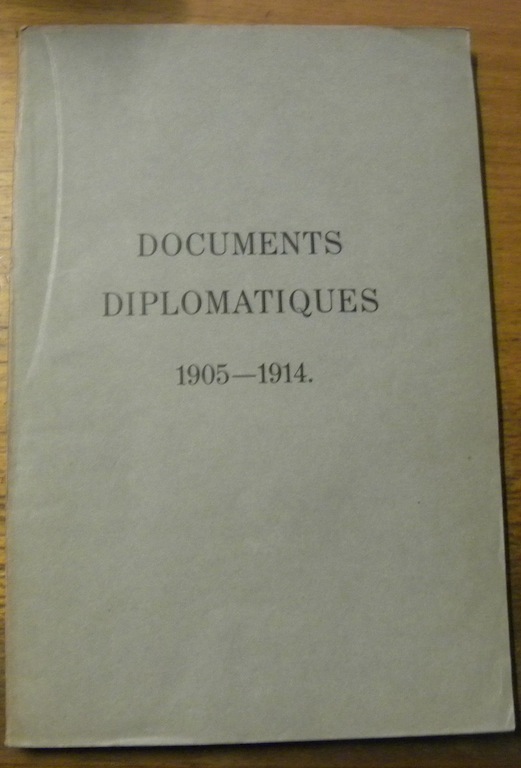 DOCUMENTS
DIPLOMATIQUES
1905—1914.